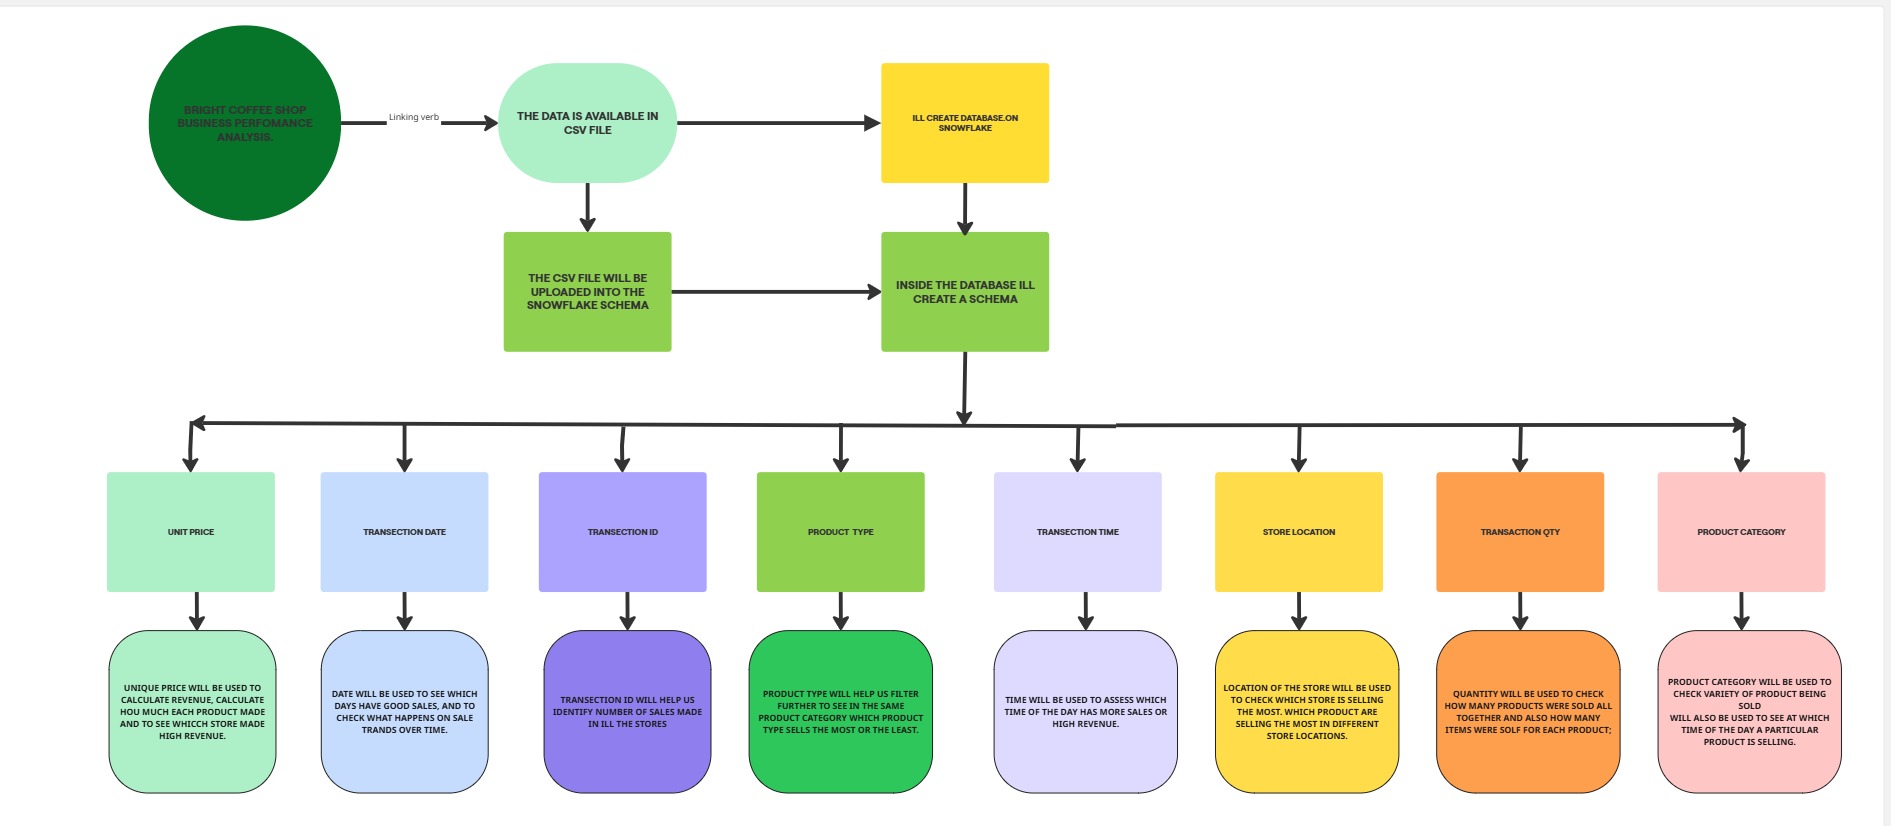 BRIGHT COFFEE SHOP
BUSINESS PERFOMANCE
ANALYSIS.
Linking verb
THE DATA IS AVAILABLE IN
CSV FILE
ILL CREATE DATABASE.ON
SNOWFLAKE
THE CSV FILE WILL BE
UPLOADED INTO THE
SNOWFLAKE SCHEMA
INSIDE THE DATABASE ILL
CREATE A SCHEMA
UNIT PRICE
TRANSECTION DATE
TRANSECTION ID
PRODUCT TYPE
TRANSECTION TIME
STORE LOCATION
TRANSACTION QTY
PRODUCT CATEGORY
UNIQUE PRICE WILL BE USED TO
CALCULATE REVENUE, CALCULATE
HOU MUCH EACH PRODUCT MADE
AND TO SEE WHICCH STORE MADE
HIGH REVENUE.
DATE WILL BE USED TO SEE WHICH
DAYS HAVE GOOD SALES, AND TO
CHECK WHAT HAPPENS ON SALE
TRANDS OVER TIME.
TRANSECTION ID WILL HELP US
IDENTIFY NUMBER OF SALES MADE
IN ILL THE STORES
PRODUCT TYPE WILL HELP US FILTER
FURTHER TO SEE IN THE SAME
PRODUCT CATEGORY WHICH PRODUCT
TYPE SELLS THE MOST OR THE LEAST.
TIME WILL BE USED TO ASSESS WHICH
TIME OF THE DAY HAS MORE SALES OR
HIGH REVENUE.
LOCATION OF THE STORE WILL BE USED
TO CHECK WHICH STORE IS SELLING
THE MOST. WHICH PRODUCT ARE
SELLING THE MOST IN DIFFERENT
STORE LOCATIONS.
QUANTITY WILL BE USED TO CHECK
HOW MANY PRODUCTS WERE SOLD ALL
TOGETHER AND ALSO HOW MANY
ITEMS WERE SOLF FOR EACH PRODUCT;
PRODUCT CATEGORY WILL BE USED TO
CHECK VARIETY OF PRODUCT BEING
SOLD
WILL ALSO BE USED TO SEE AT WHICH
TIME OF THE DAY A PARTICULAR
PRODUCT IS SELLING.